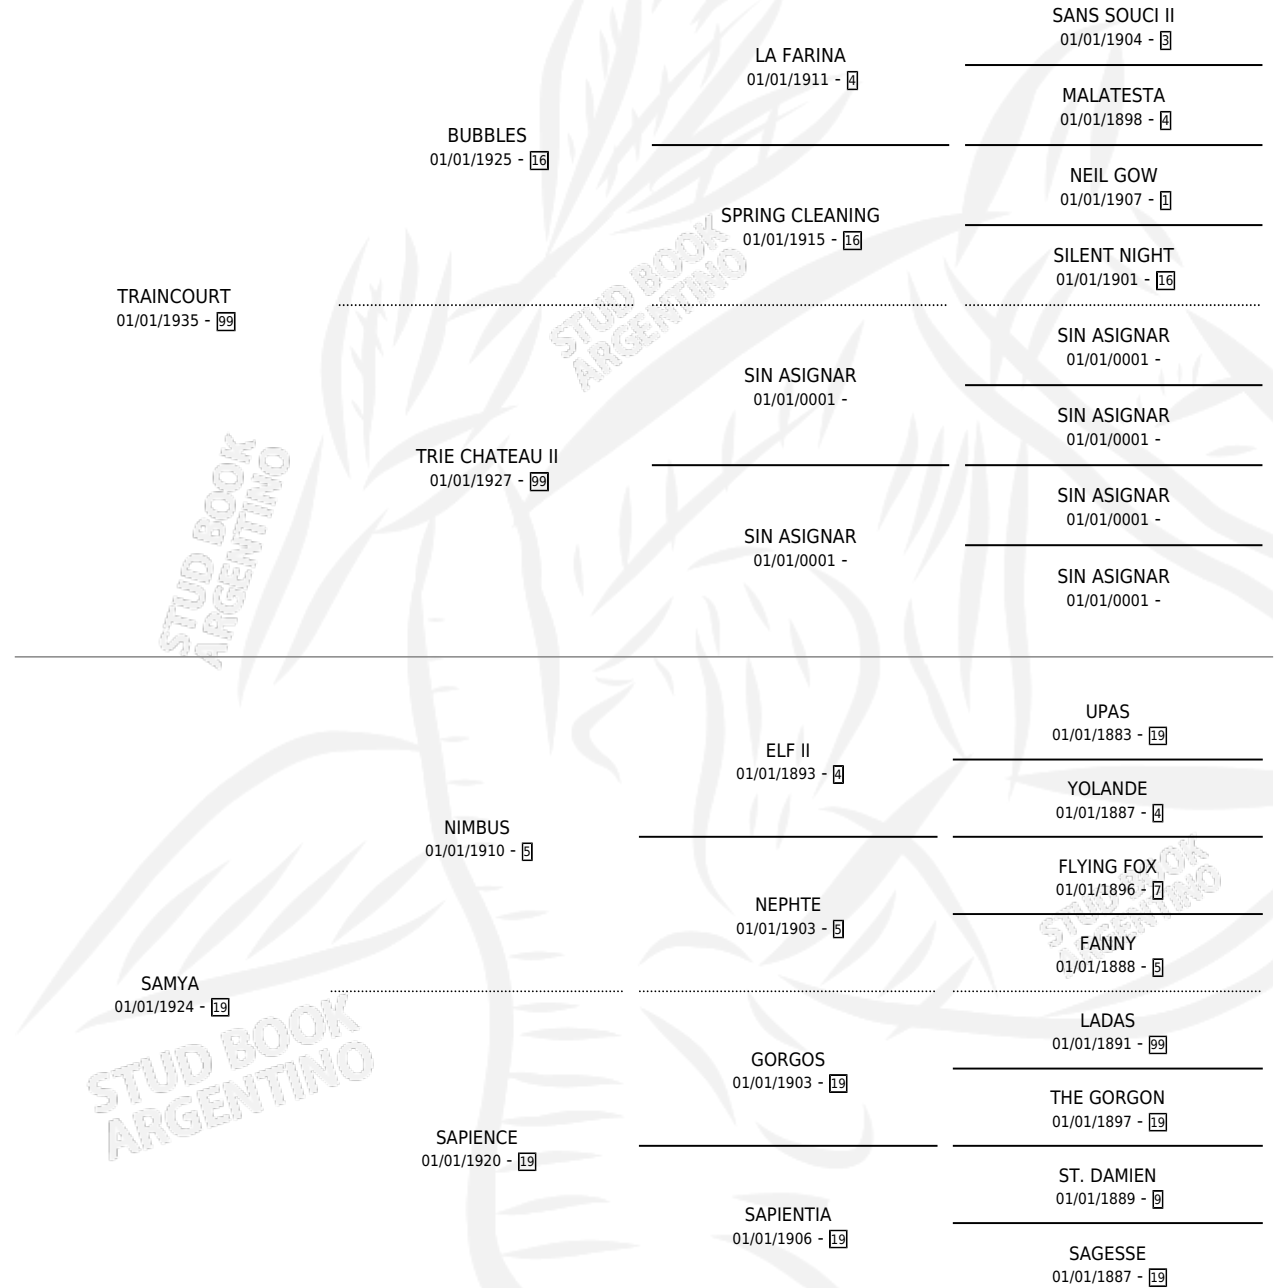 SANS SOUCI II
01/01/1904 - 3
LA FARINA
01/01/1911 - 4
MALATESTA
01/01/1898 - 4
BUBBLES
01/01/1925 - 16
NEIL GOW
01/01/1907 - 1
SPRING CLEANING
01/01/1915 - 16
SILENT NIGHT
01/01/1901 - 16
TRAINCOURT
01/01/1935 - 99
STUD BOOK
ARGENTINO
SIN ASIGNAR
01/01/0001 -
SIN ASIGNAR
01/01/0001 -
SIN ASIGNAR
01/01/0001 -
TRIE CHATEAU II
01/01/1927 - 99
SIN ASIGNAR
01/01/0001 -
SIN ASIGNAR
01/01/0001 -
SIN ASIGNAR
01/01/0001 -
STUD BOOK
ARGENTINO
UPAS
01/01/1883 - 19
ELF II
01/01/1893 - 4
YOLANDE
01/01/1887 - 4
NIMBUS
01/01/1910 - 5
FLYING FOX
01/01/1896 - 7
NEPHTE
01/01/1903 - 5
STUD BOOK
ARGENTINO
FANNY
01/01/1888 - 5
SAMYA
01/01/1924 - 19
LADAS
01/01/1891 - 99
GORGOS
01/01/1903 - 19
STUD BOOK
ARGENTINO
THE GORGON
01/01/1897 - 19
SAPIENCE
01/01/1920 - 19
ST. DAMIEN
01/01/1889 - 9
SAPIENTIA
01/01/1906 - 19
SAGESSE
01/01/1887 - 19